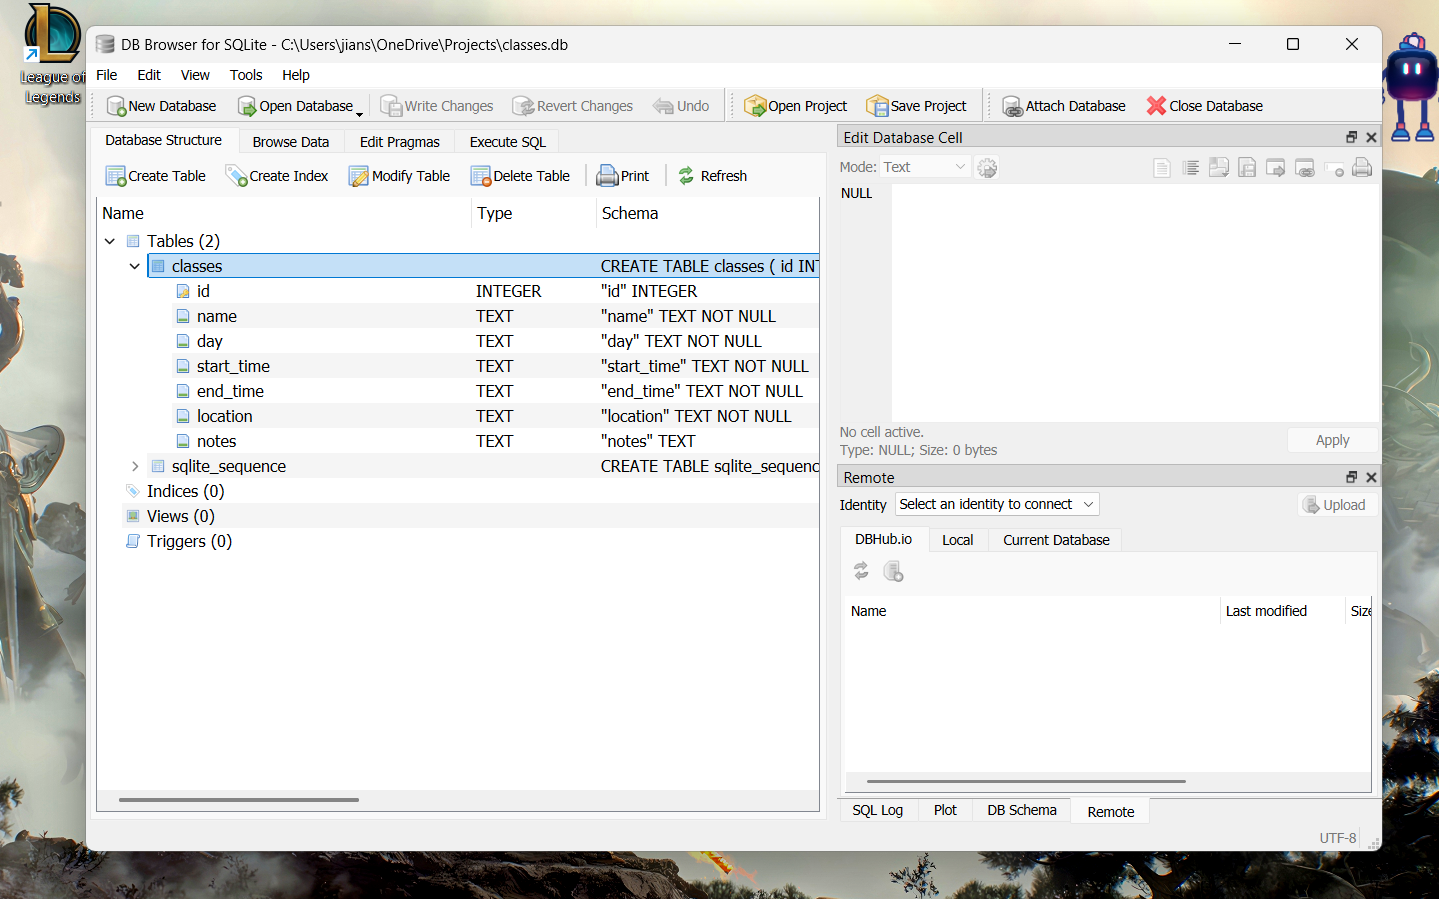 League of
Legends
DB Browser for SQLite - C:\Users\jians\OneDrive\Projects\classes.db
File Edit View Tools Help
New Database Open Database Write Changes Revert Changes Undo Open Project Save Project Attach Database Close Database
Database Structure Browse Data Edit Pragmas Execute SQL
Create Table Create Index Modify Table Delete Table Print Refresh
Name Type Schema
Tables (2)
classes CREATE TABLE classes ( id INT
id INTEGER "id" INTEGER
name TEXT "name" TEXT NOT NULL
day TEXT "day" TEXT NOT NULL
start_time TEXT "start_time" TEXT NOT NULL
end_time TEXT "end_time" TEXT NOT NULL
location TEXT "location" TEXT NOT NULL
notes TEXT "notes" TEXT
sqlite_sequence CREATE TABLE sqlite_sequenc
Indices (0)
Views (0)
Triggers (0)
Edit Database Cell
Mode: Text
NULL
No cell active.
Type: NULL; Size: 0 bytes
Apply
Remote
Identity Select an identity to connect Upload
DBHub.io Local Current Database
Name Last modified Size
SQL Log Plot DB Schema Remote
UTF-8